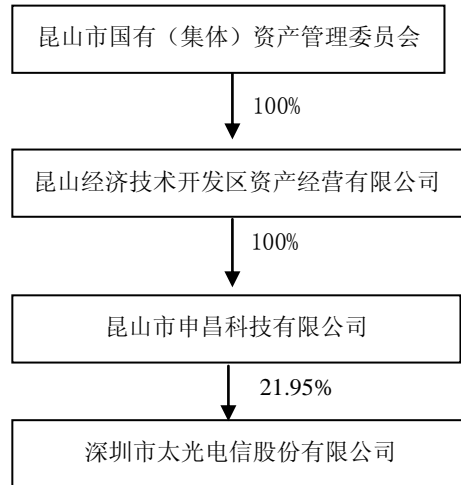 昆山市国有（集体）资产管理委员会
100%
昆山经济技术开发区资产经营有限公司
100%
昆山市申昌科技有限公司
21.95%
深圳市太光电信股份有限公司